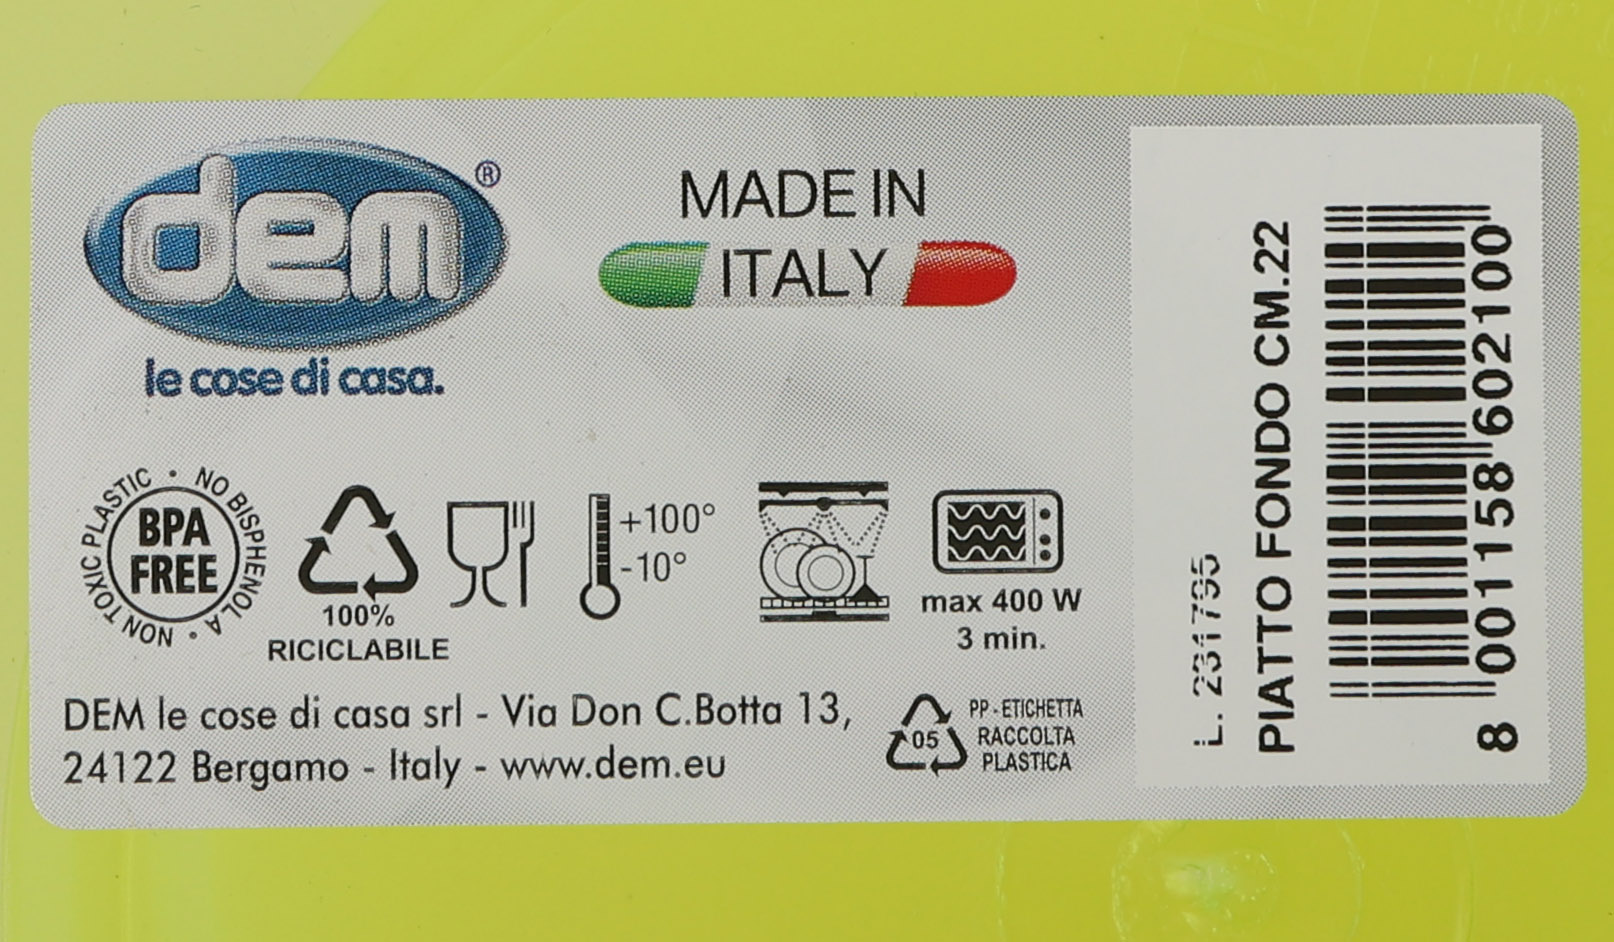 dem®
le cose di casa.
MADE IN
ITALY
NON TOXIC PLASTIC • NO BISPHENOL A •
BPA
FREE
100%
RICICLABILE
+100°
-10°
max 400 W
3 min.
DEM le cose di casa srl - Via Don C.Botta 13,
24122 Bergamo - Italy - www.dem.eu
05
PP - ETICHETTA
RACCOLTA
PLASTICA
L. 231795
PIATTO FONDO CM.22
8 001158 602100